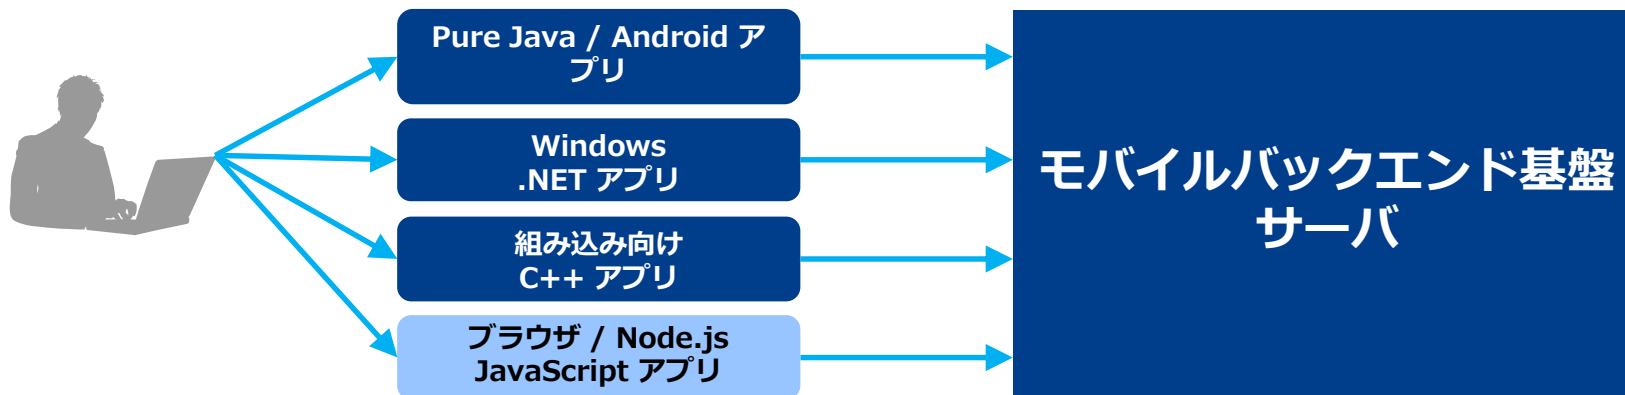 Pure Java / Android ア
プリ
Windows
.NET アプリ
組み込み向け
C++ アプリ
ブラウザ / Node.js
JavaScript アプリ
モバイルバックエンド基盤
サーバ